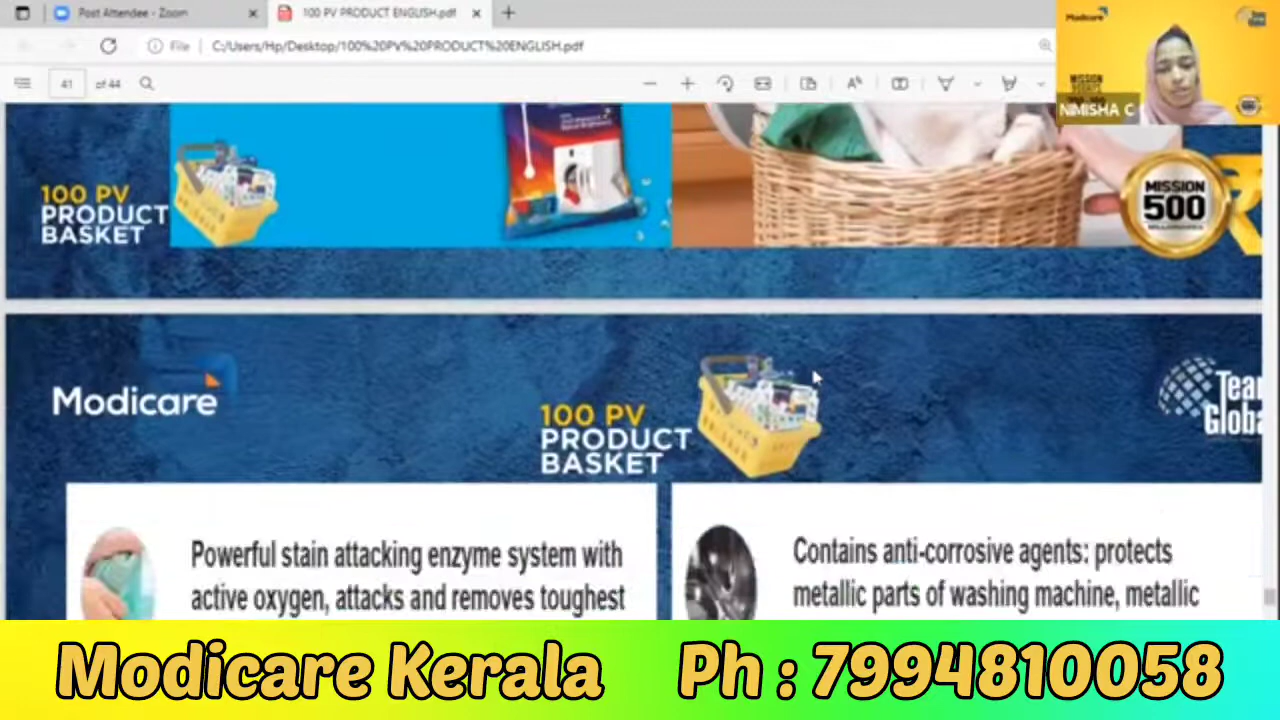 Post Attendee - Zoom
100 PV PRODUCT ENGLISH.pdf
File
C:/Users/Hp/Desktop/100%20PV%20PRODUCT%20ENGLISH.pdf
41 of 44
Modicare
NIMISHA C
100 PV
PRODUCT
BASKET
MISSION
500
Modicare
100 PV
PRODUCT
BASKET
Tea
Globa
Powerful stain attacking enzyme system with
active oxygen, attacks and removes toughest
Contains anti-corrosive agents: protects
metallic parts of washing machine, metallic
Modicare Kerala Ph : 7994810058